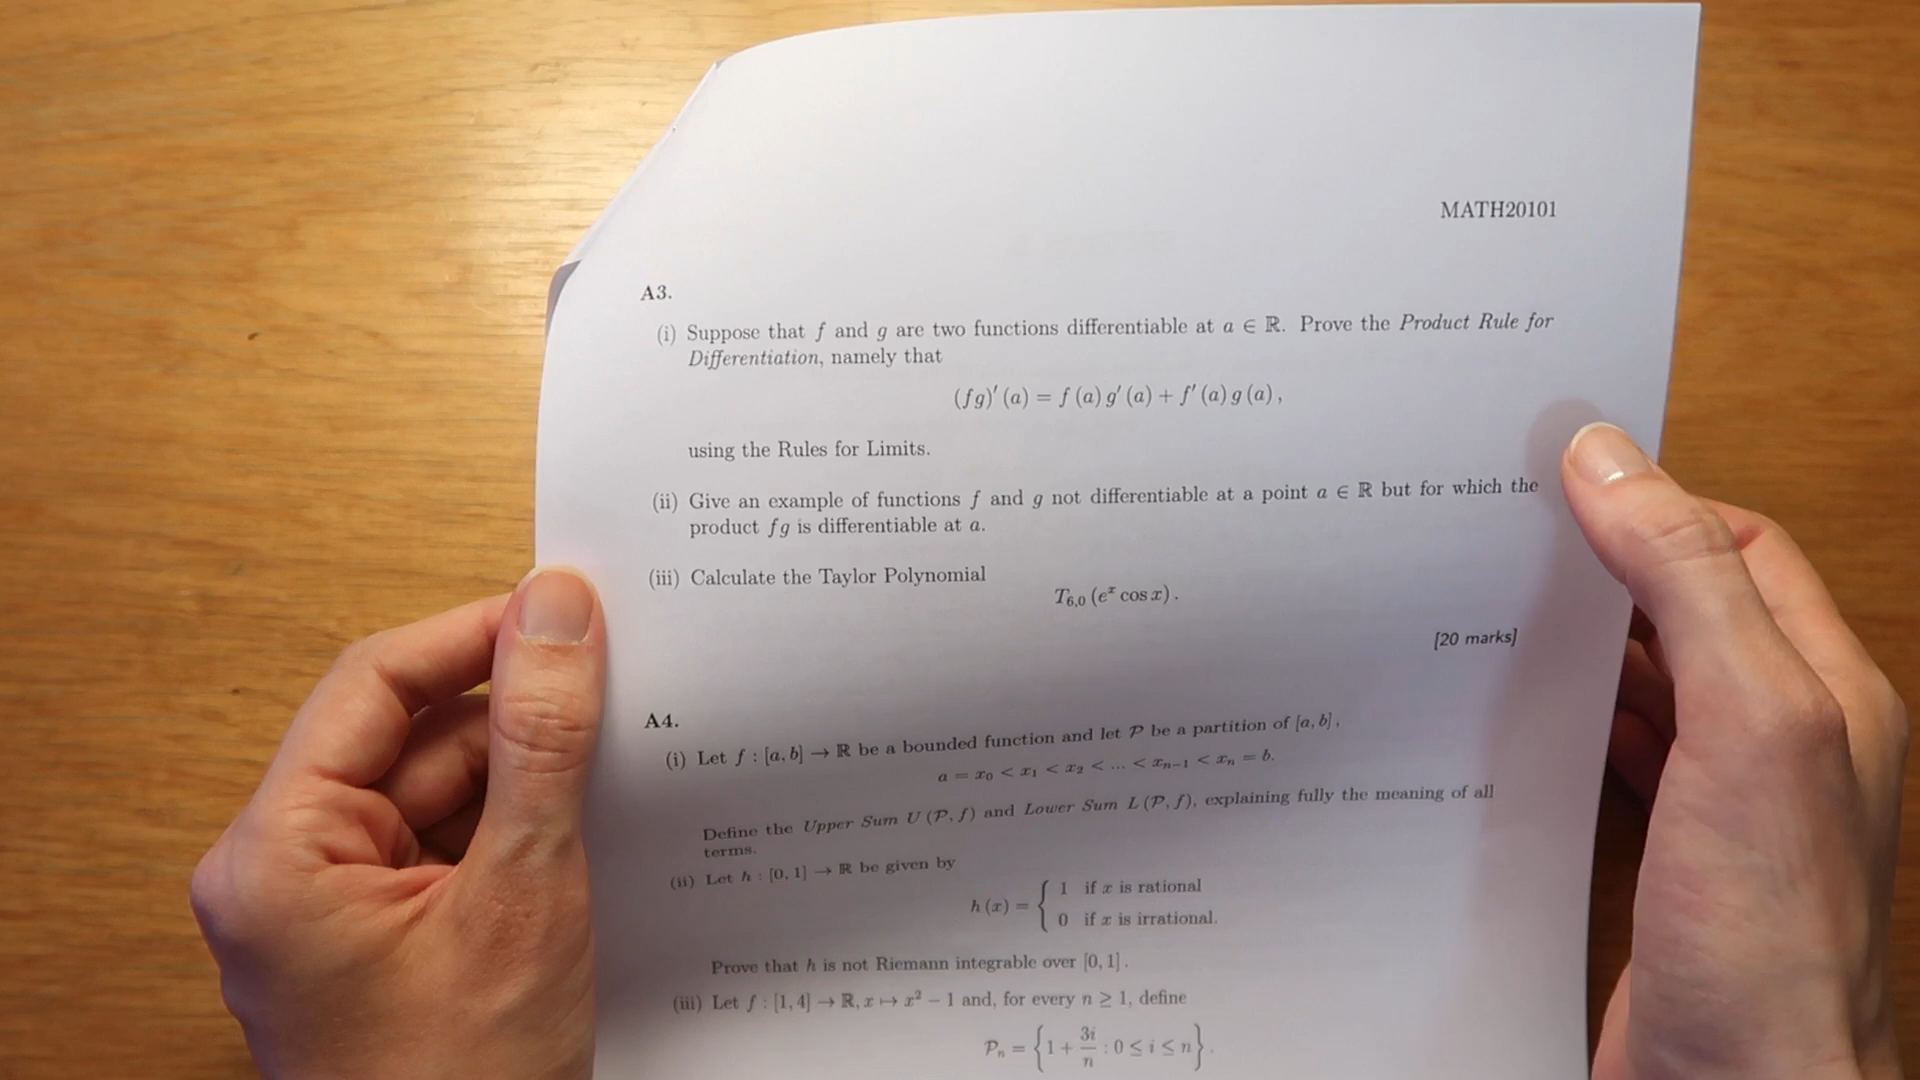 MATH20101
A3.
(i) Suppose that f and g are two functions differentiable at a ∈ ℝ. Prove the Product Rule for
Differentiation, namely that
(fg)′ (a) = f (a) g′ (a) + f′ (a) g (a) ,
using the Rules for Limits.
(ii) Give an example of functions f and g not differentiable at a point a ∈ ℝ but for which the
product fg is differentiable at a.
(iii) Calculate the Taylor Polynomial
T₆,₀ (eˣ cos x) .
[20 marks]
A4.
(i) Let f : [a, b] → ℝ be a bounded function and let 𝒫 be a partition of [a, b] ,
a = x₀ < x₁ < x₂ < ... < xₙ₋₁ < xₙ = b.
Define the Upper Sum U (𝒫, f) and Lower Sum L (𝒫, f), explaining fully the meaning of all
terms.
(ii) Let h : [0, 1] → ℝ be given by
h (x) = { 1 if x is rational
0 if x is irrational.
Prove that h is not Riemann integrable over [0, 1] .
(iii) Let f : [1, 4] → ℝ, x ↦ x² − 1 and, for every n ≥ 1, define
𝒫ₙ = { 1 + 3i/n : 0 ≤ i ≤ n } .